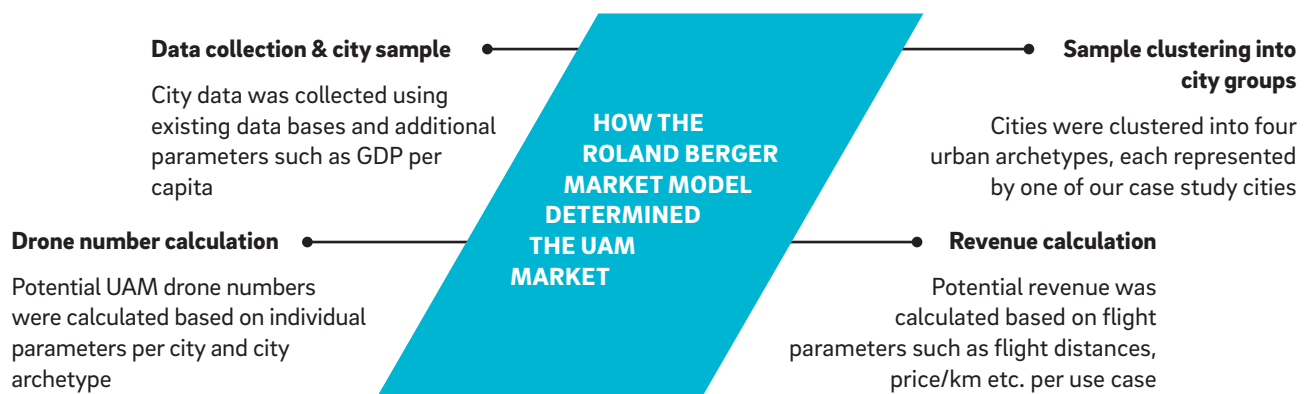 Data collection & city sample
City data was collected using
existing data bases and additional
parameters such as GDP per
capita
Sample clustering into
city groups
Cities were clustered into four
urban archetypes, each represented
by one of our case study cities
HOW THE
ROLAND BERGER
MARKET MODEL
DETERMINED
THE UAM
MARKET
Drone number calculation
Potential UAM drone numbers
were calculated based on individual
parameters per city and city
archetype
Revenue calculation
Potential revenue was
calculated based on flight
parameters such as flight distances,
price/km etc. per use case